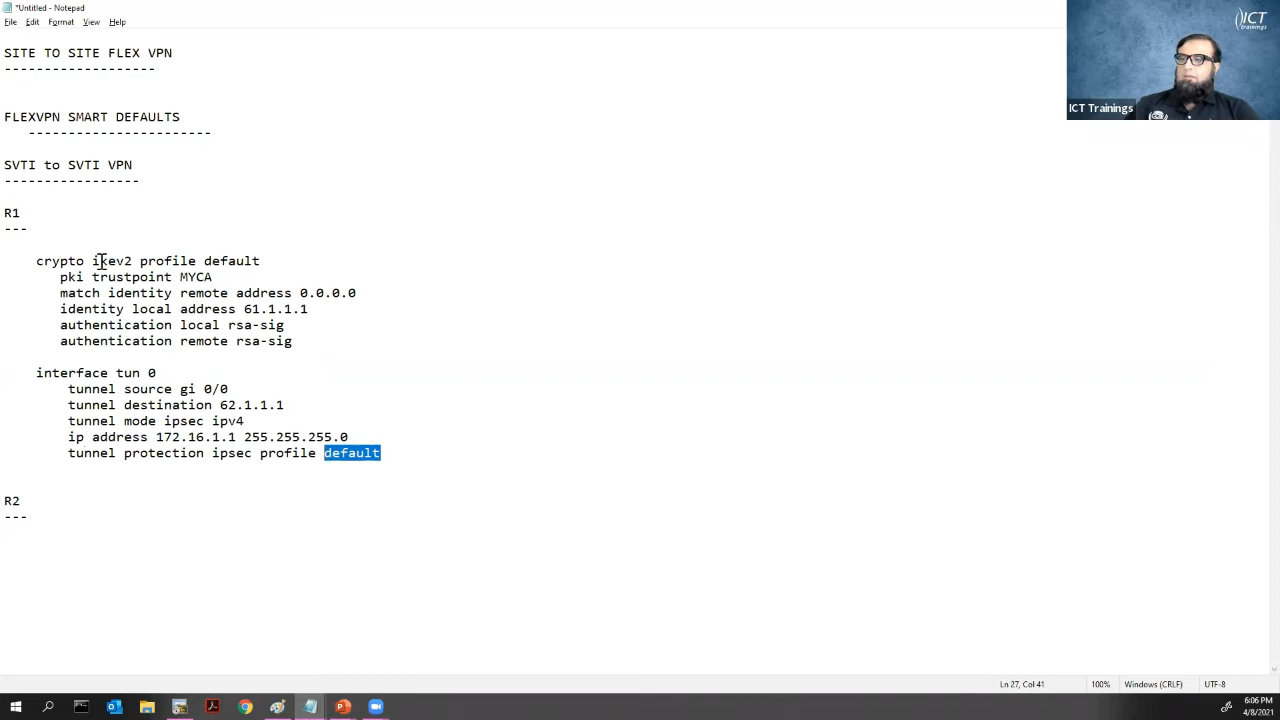 *Untitled - Notepad
File Edit Format View Help
ICT
trainings
ICT Trainings
SITE TO SITE FLEX VPN
-------------------
FLEXVPN SMART DEFAULTS
-----------------------
SVTI to SVTI VPN
-----------------
R1
---
crypto ikev2 profile default
pki trustpoint MYCA
match identity remote address 0.0.0.0
identity local address 61.1.1.1
authentication local rsa-sig
authentication remote rsa-sig
interface tun 0
tunnel source gi 0/0
tunnel destination 62.1.1.1
tunnel mode ipsec ipv4
ip address 172.16.1.1 255.255.255.0
tunnel protection ipsec profile default
R2
---
Ln 27, Col 41 100% Windows (CRLF) UTF-8
6:06 PM
4/8/2021